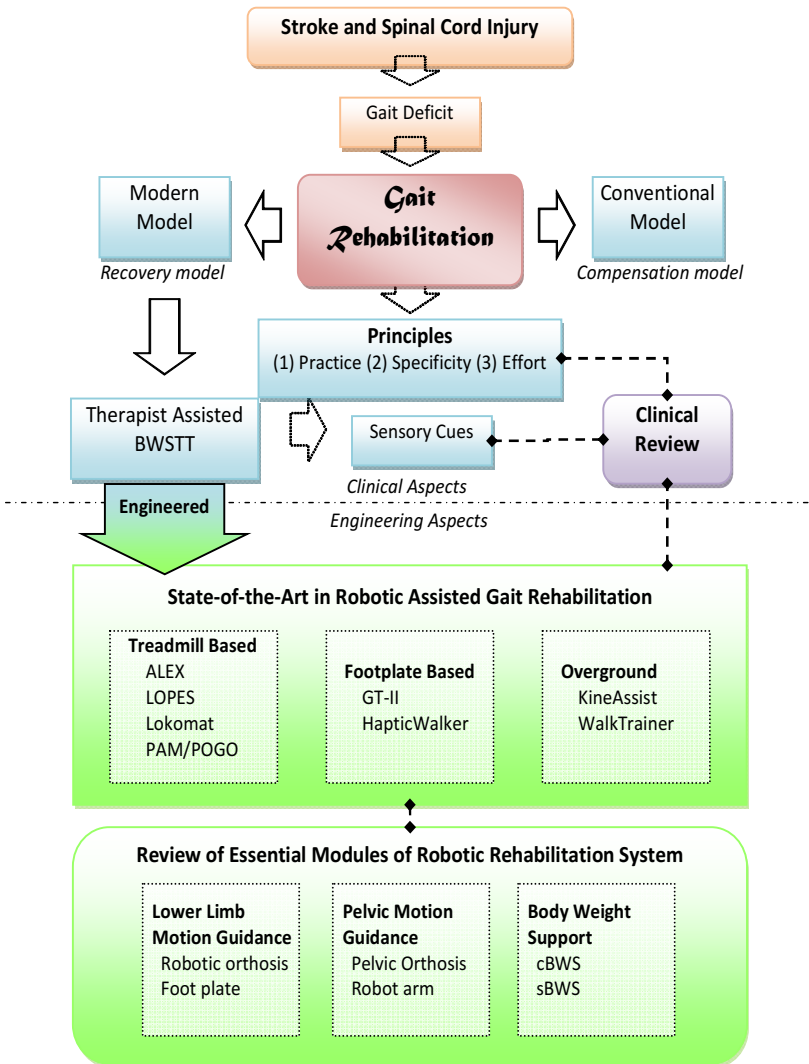 Stroke and Spinal Cord Injury
Gait Deficit
Modern
Model
Recovery model
Gait
Rehabilitation
Conventional
Model
Compensation model
Principles
(1) Practice (2) Specificity (3) Effort
Therapist Assisted
BWSTT
Sensory Cues
Clinical
Review
Clinical Aspects
Engineered
Engineering Aspects
State-of-the-Art in Robotic Assisted Gait Rehabilitation
Treadmill Based
ALEX
LOPES
Lokomat
PAM/POGO
Footplate Based
GT-II
HapticWalker
Overground
KineAssist
WalkTrainer
Review of Essential Modules of Robotic Rehabilitation System
Lower Limb
Motion Guidance
Robotic orthosis
Foot plate
Pelvic Motion
Guidance
Pelvic Orthosis
Robot arm
Body Weight
Support
cBWS
sBWS